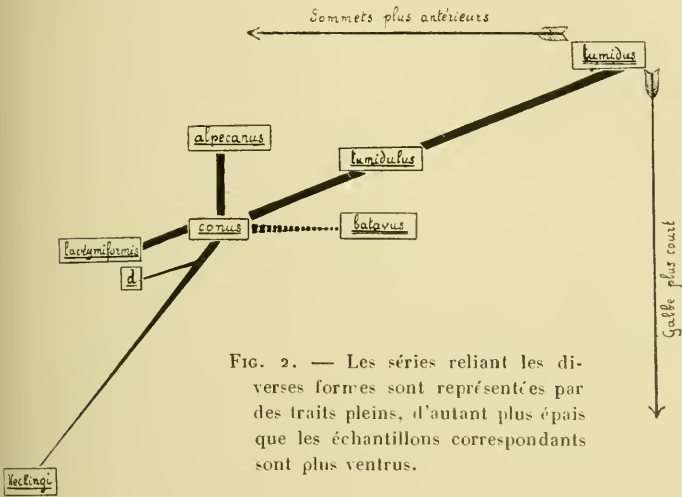 Sommets plus antérieurs
tumidus
alpecanus
tumidulus
conus
batavus
lacrymiformis
d
Galbe plus court
FIG. 2. — Les séries reliant les di-
verses formes sont représentées par
des traits pleins, d'autant plus épais
que les échantillons correspondants
sont plus ventrus.
Veclingi